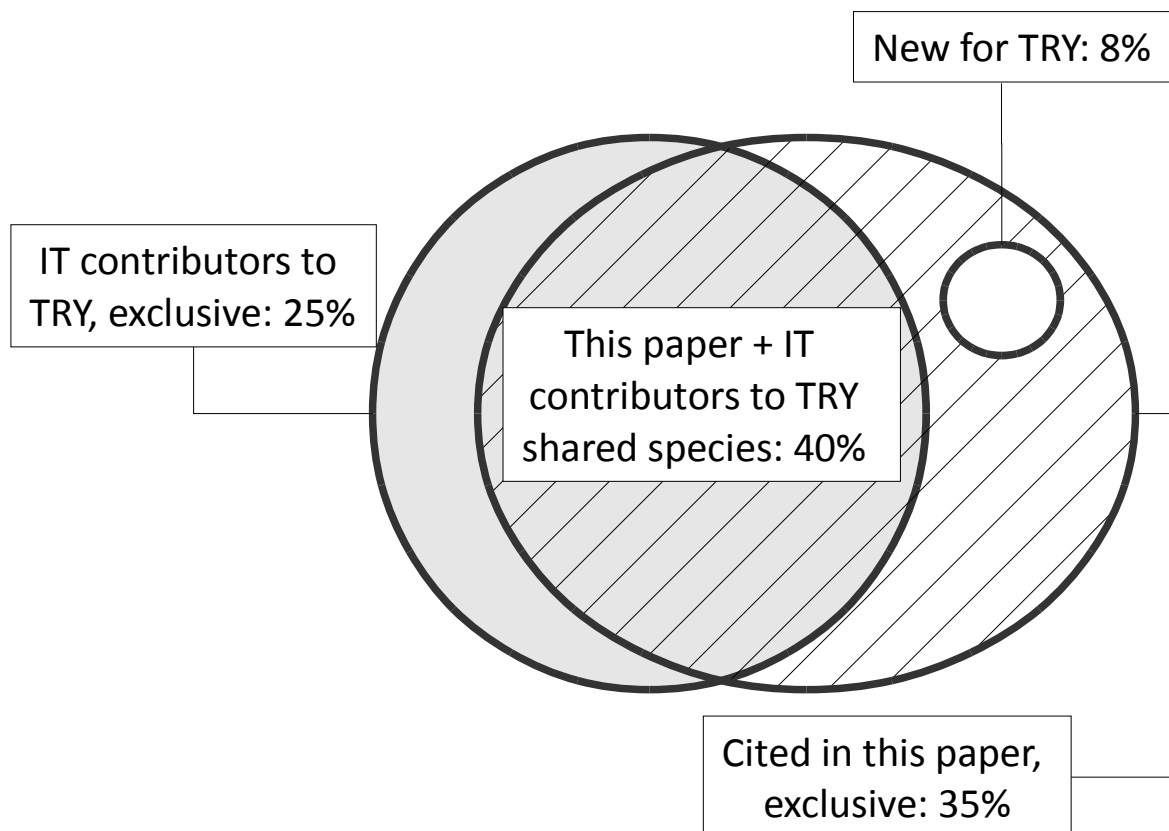 New for TRY: 8%
IT contributors to
TRY, exclusive: 25%
This paper + IT
contributors to TRY
shared species: 40%
Cited in this paper,
exclusive: 35%